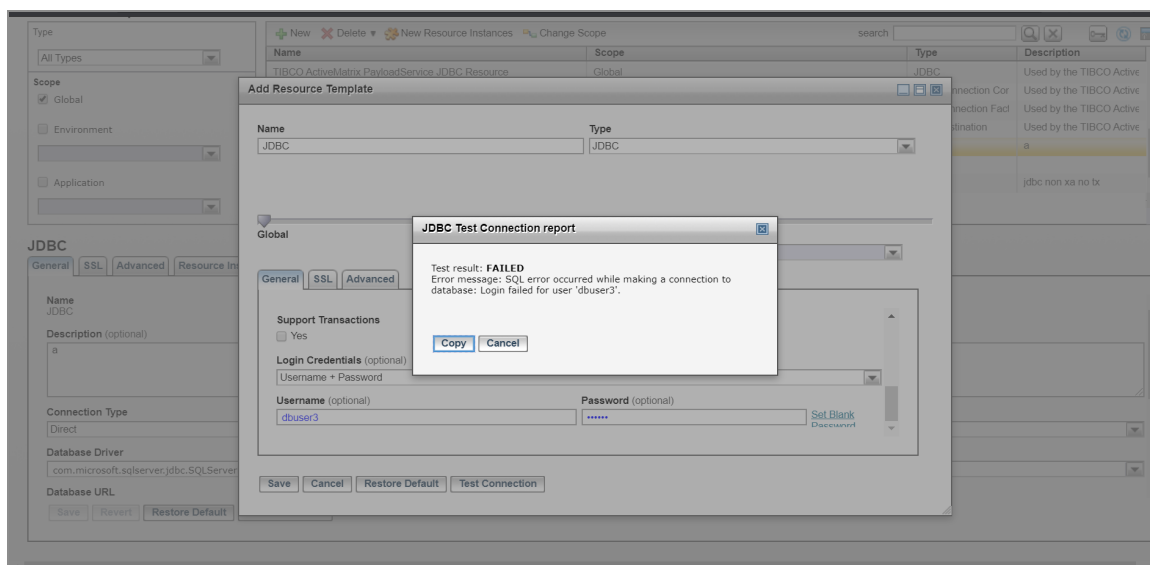 Type
All Types
Scope
Global
Environment
Application
New Delete New Resource Instances Change Scope search
Name Scope Type Description
TIBCO ActiveMatrix PayloadService JDBC Resource Global JDBC Used by the TIBCO Active
nnection Cor Used by the TIBCO Active
nnection Fact Used by the TIBCO Active
stination Used by the TIBCO Active
a
jdbc non xa no tx
JDBC
General SSL Advanced Resource In
Name
JDBC
Description (optional)
a
Connection Type
Direct
Database Driver
com.microsoft.sqlserver.jdbc.SQLServer
Database URL
Save Revert Restore Default
Add Resource Template
Name Type
JDBC JDBC
Global
General SSL Advanced
Support Transactions
Yes
Login Credentials (optional)
Username + Password
Username (optional) Password (optional)
dbuser3 •••••• Set Blank
Password
Save Cancel Restore Default Test Connection
JDBC Test Connection report
Test result: FAILED
Error message: SQL error occurred while making a connection to
database: Login failed for user 'dbuser3'.
Copy Cancel